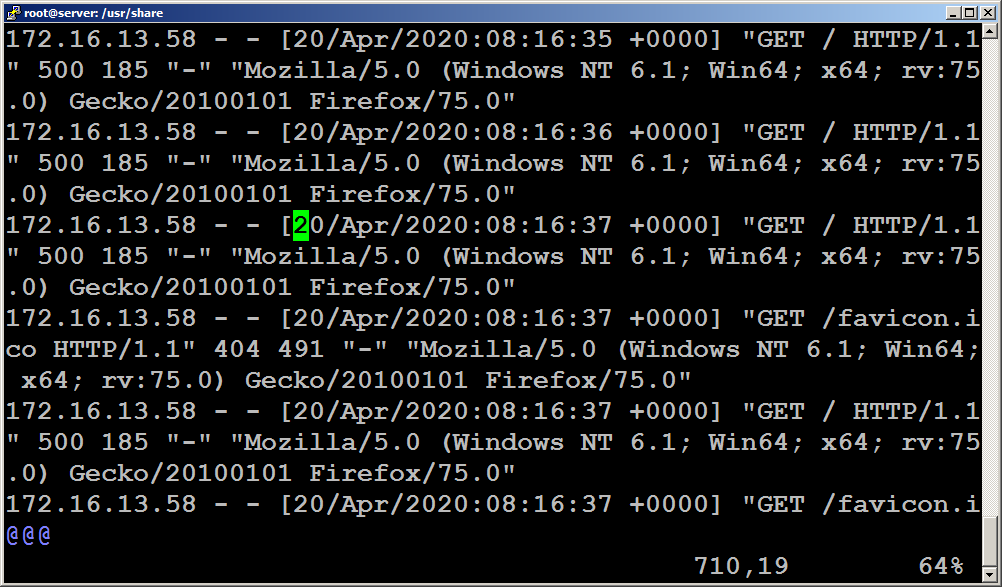 root@server: /usr/share
172.16.13.58 - - [20/Apr/2020:08:16:35 +0000] "GET / HTTP/1.1
" 500 185 "-" "Mozilla/5.0 (Windows NT 6.1; Win64; x64; rv:75
.0) Gecko/20100101 Firefox/75.0"
172.16.13.58 - - [20/Apr/2020:08:16:36 +0000] "GET / HTTP/1.1
" 500 185 "-" "Mozilla/5.0 (Windows NT 6.1; Win64; x64; rv:75
.0) Gecko/20100101 Firefox/75.0"
172.16.13.58 - - [20/Apr/2020:08:16:37 +0000] "GET / HTTP/1.1
" 500 185 "-" "Mozilla/5.0 (Windows NT 6.1; Win64; x64; rv:75
.0) Gecko/20100101 Firefox/75.0"
172.16.13.58 - - [20/Apr/2020:08:16:37 +0000] "GET /favicon.i
co HTTP/1.1" 404 491 "-" "Mozilla/5.0 (Windows NT 6.1; Win64;
 x64; rv:75.0) Gecko/20100101 Firefox/75.0"
172.16.13.58 - - [20/Apr/2020:08:16:37 +0000] "GET / HTTP/1.1
" 500 185 "-" "Mozilla/5.0 (Windows NT 6.1; Win64; x64; rv:75
.0) Gecko/20100101 Firefox/75.0"
172.16.13.58 - - [20/Apr/2020:08:16:37 +0000] "GET /favicon.i
@@@
710,19 64%